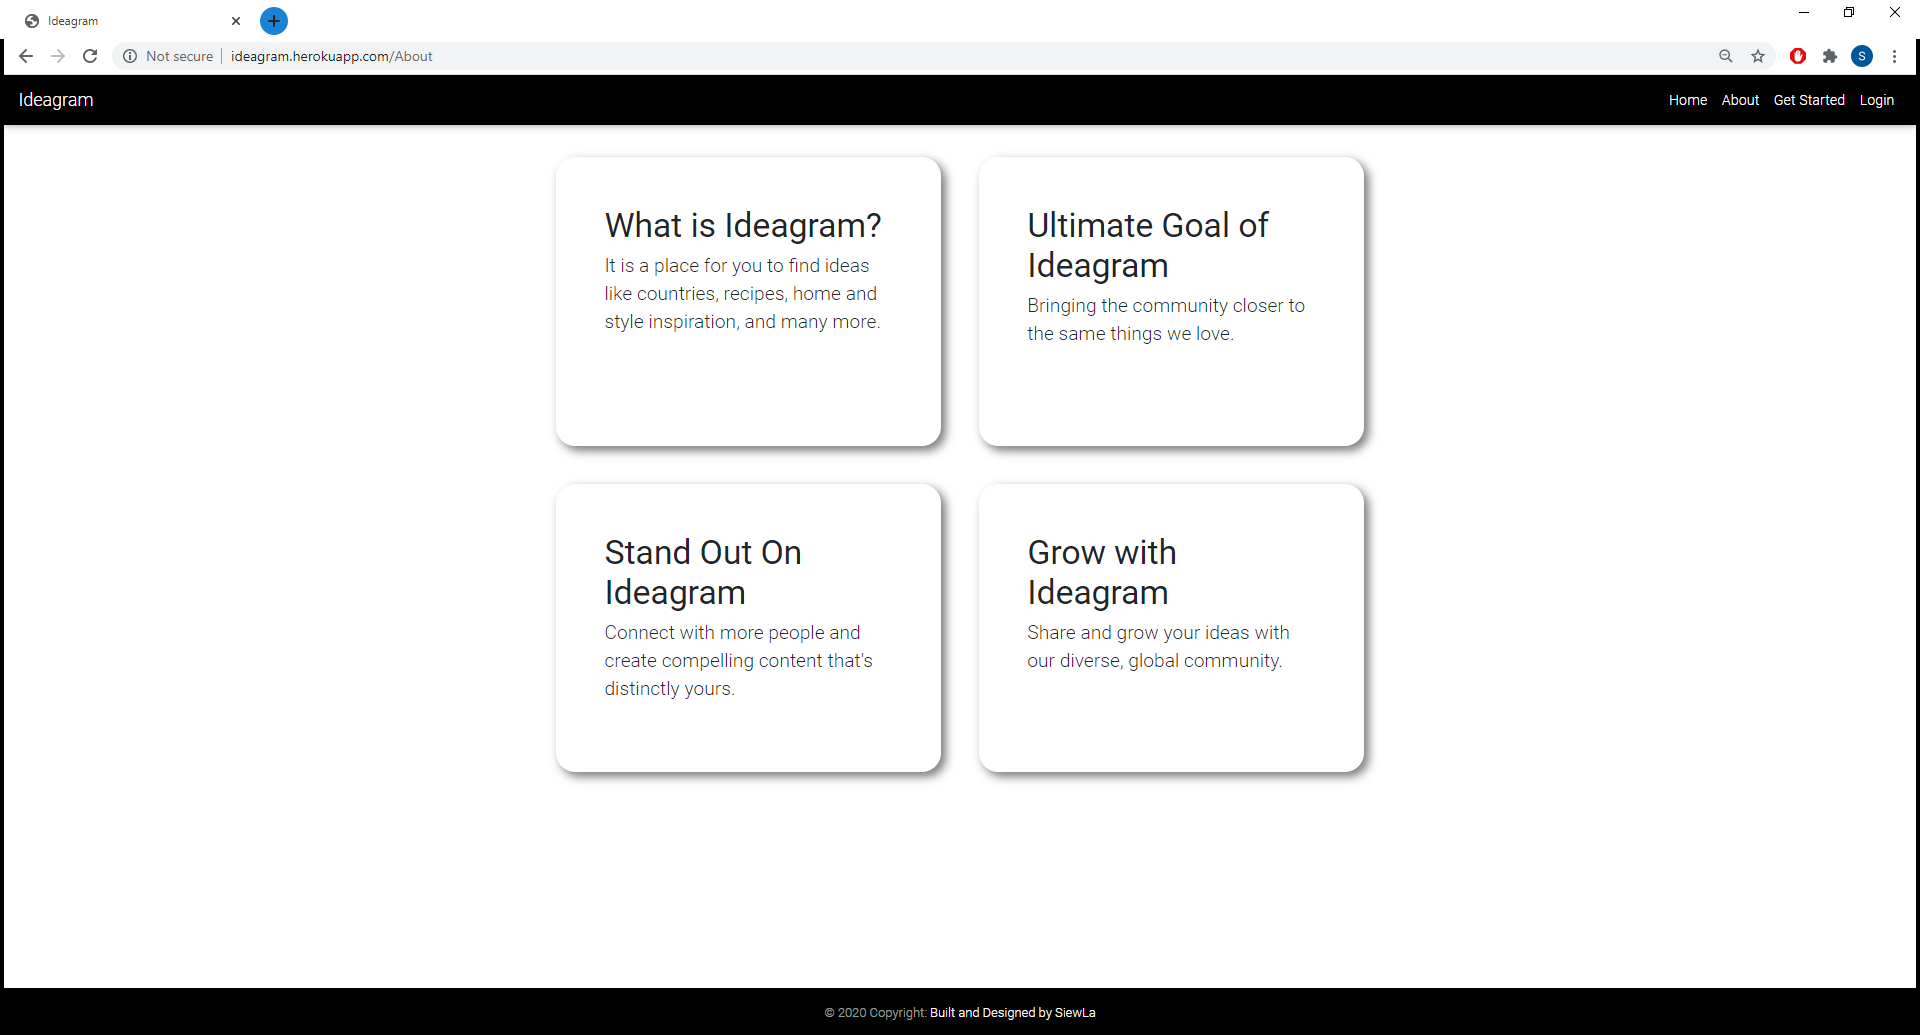 Ideagram
Not secure
ideagram.herokuapp.com/About
S
Ideagram
Home About Get Started Login
What is Ideagram?
It is a place for you to find ideas
like countries, recipes, home and
style inspiration, and many more.
Ultimate Goal of
Ideagram
Bringing the community closer to
the same things we love.
Stand Out On
Ideagram
Connect with more people and
create compelling content that's
distinctly yours.
Grow with
Ideagram
Share and grow your ideas with
our diverse, global community.
© 2020 Copyright: Built and Designed by SiewLa